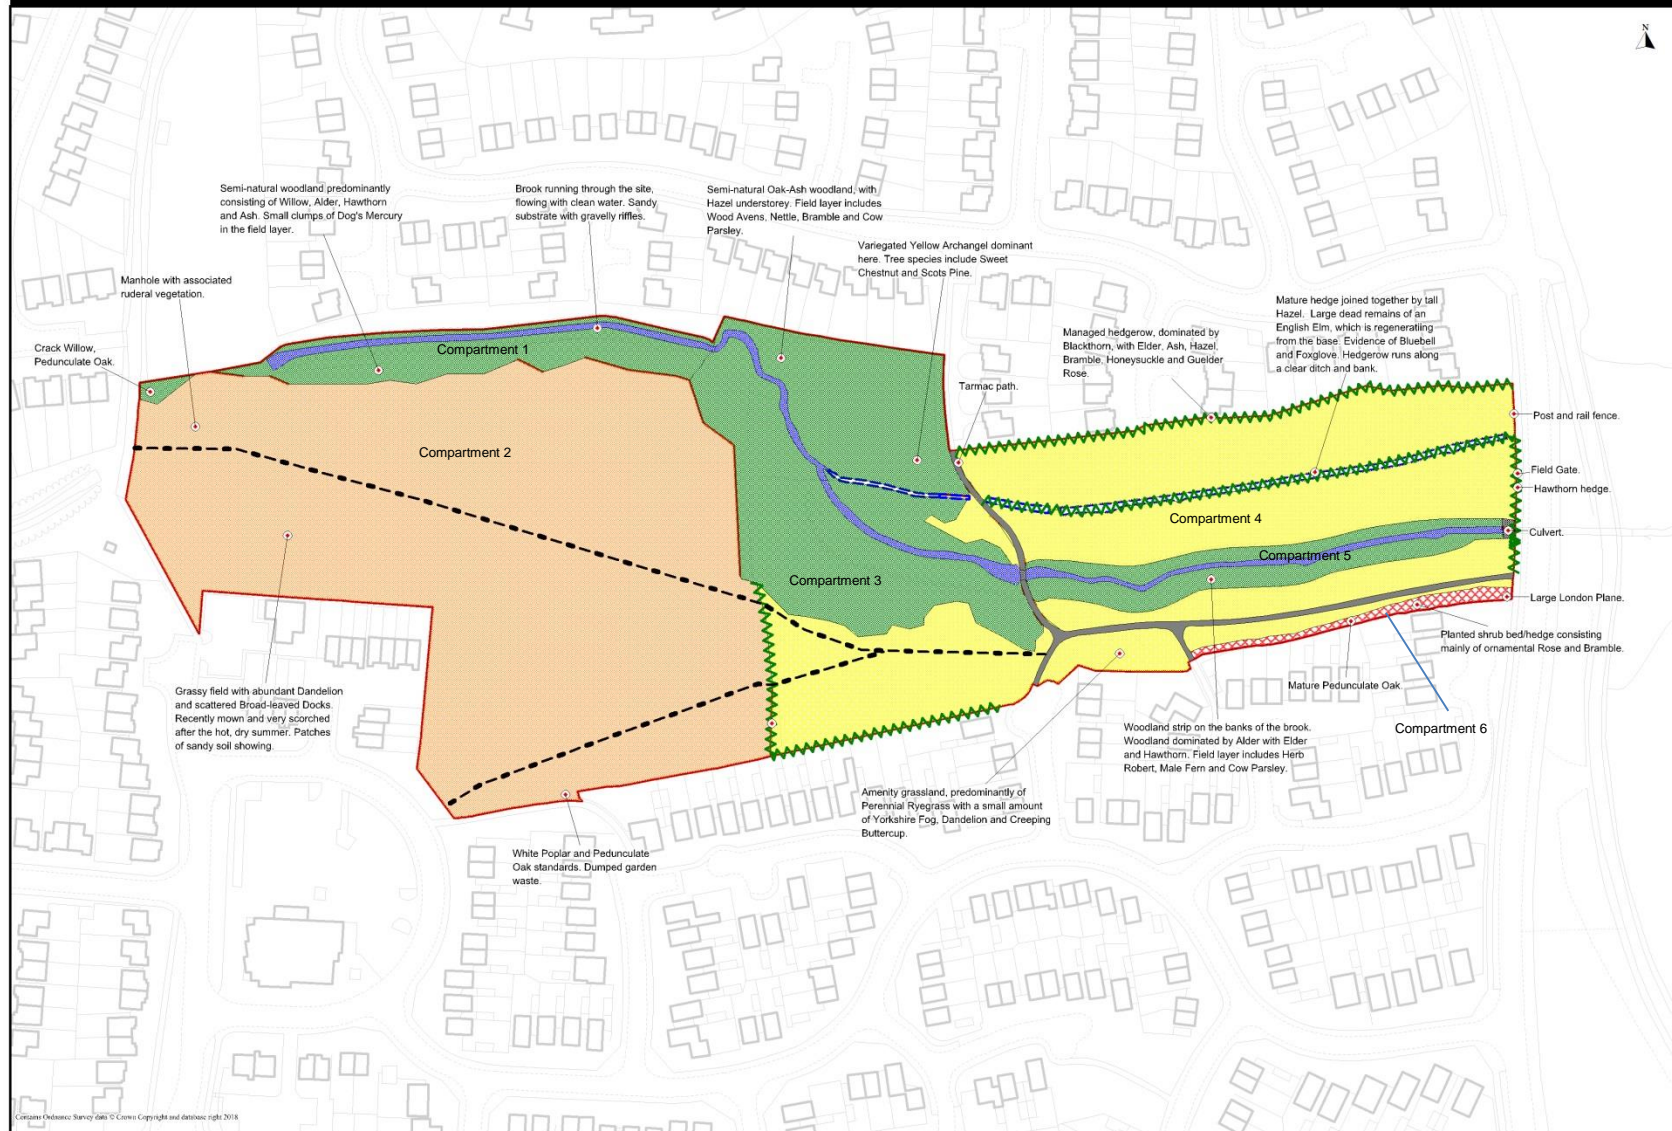 N
Semi-natural woodland predominantly
consisting of Willow, Alder, Hawthorn
and Ash. Small clumps of Dog's Mercury
in the field layer.
Brook running through the site,
flowing with clean water. Sandy
substrate with gravelly riffles.
Semi-natural Oak-Ash woodland, with
Hazel understorey. Field layer includes
Wood Avens, Nettle, Bramble and Cow
Parsley.
Variegated Yellow Archangel dominant
here. Tree species include Sweet
Chestnut and Scots Pine.
Manhole with associated
ruderal vegetation.
Mature hedge joined together by tall
Hazel. Large dead remains of an
English Elm, which is regenerating
from the base. Evidence of Bluebell
and Foxglove. Hedgerow runs along
a clear ditch and bank.
Managed hedgerow, dominated by
Blackthorn, with Elder, Ash, Hazel,
Bramble, Honeysuckle and Guelder
Rose.
Crack Willow,
Pedunculate Oak.
Compartment 1
Tarmac path.
Post and rail fence.
Compartment 2
Field Gate.
Hawthorn hedge.
Compartment 4
Culvert.
Compartment 5
Compartment 3
Large London Plane.
Planted shrub bed/hedge consisting
mainly of ornamental Rose and Bramble.
Mature Pedunculate Oak.
Grassy field with abundant Dandelion
and scattered Broad-leaved Docks.
Recently mown and very scorched
after the hot, dry summer. Patches
of sandy soil showing.
Compartment 6
Woodland strip on the banks of the brook.
Woodland dominated by Alder with Elder
and Hawthorn. Field layer includes Herb
Robert, Male Fern and Cow Parsley.
Amenity grassland, predominantly of
Perennial Ryegrass with a small amount
of Yorkshire Fog, Dandelion and Creeping
Buttercup.
White Poplar and Pedunculate
Oak standards. Dumped garden
waste.
Contains Ordnance Survey data © Crown Copyright and database right 2018